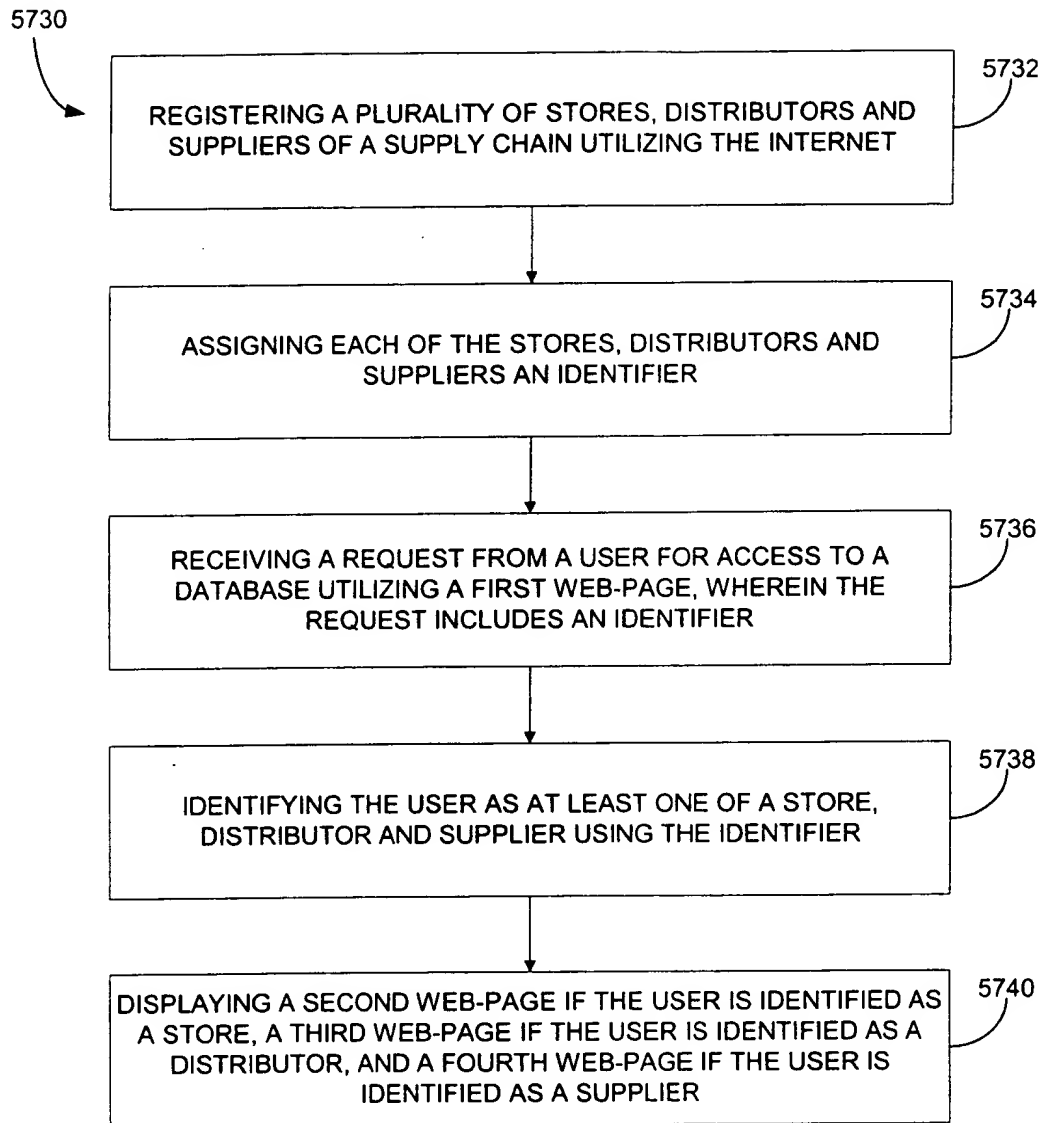 5730
REGISTERING A PLURALITY OF STORES, DISTRIBUTORS AND
SUPPLIERS OF A SUPPLY CHAIN UTILIZING THE INTERNET
5732
ASSIGNING EACH OF THE STORES, DISTRIBUTORS AND
SUPPLIERS AN IDENTIFIER
5734
RECEIVING A REQUEST FROM A USER FOR ACCESS TO A
DATABASE UTILIZING A FIRST WEB-PAGE, WHEREIN THE
REQUEST INCLUDES AN IDENTIFIER
5736
IDENTIFYING THE USER AS AT LEAST ONE OF A STORE,
DISTRIBUTOR AND SUPPLIER USING THE IDENTIFIER
5738
DISPLAYING A SECOND WEB-PAGE IF THE USER IS IDENTIFIED AS
A STORE, A THIRD WEB-PAGE IF THE USER IS IDENTIFIED AS A
DISTRIBUTOR, AND A FOURTH WEB-PAGE IF THE USER IS
IDENTIFIED AS A SUPPLIER
5740